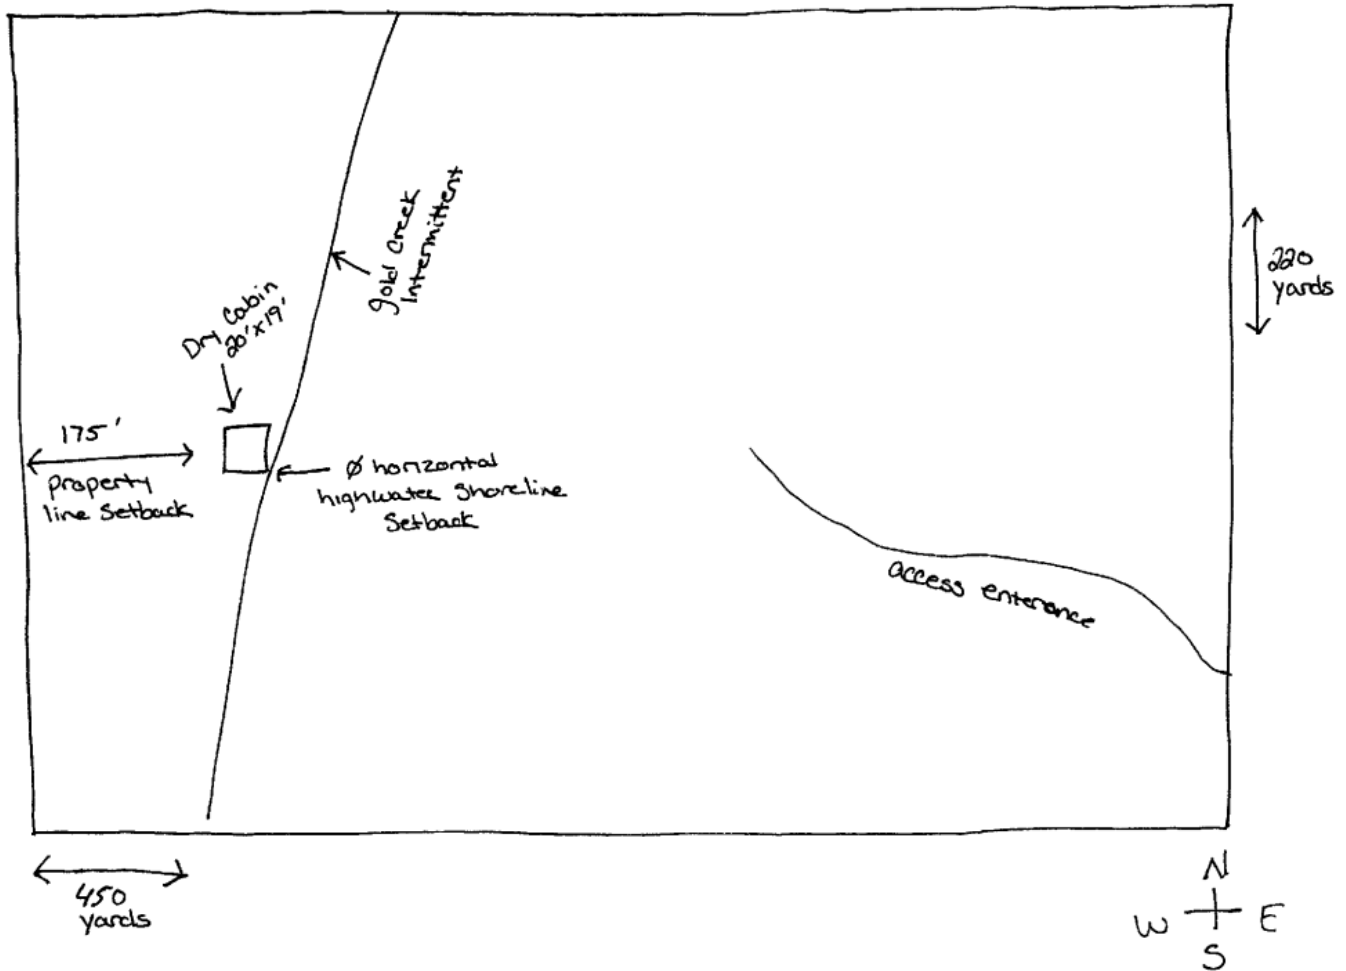 gold Creek
Intermittent
220
yards
Dry Cabin
20'x19'
175'
property
line Setback
Ø horizontal
highwater Shoreline
Setback
access enterance
450
yards
N
W E
S